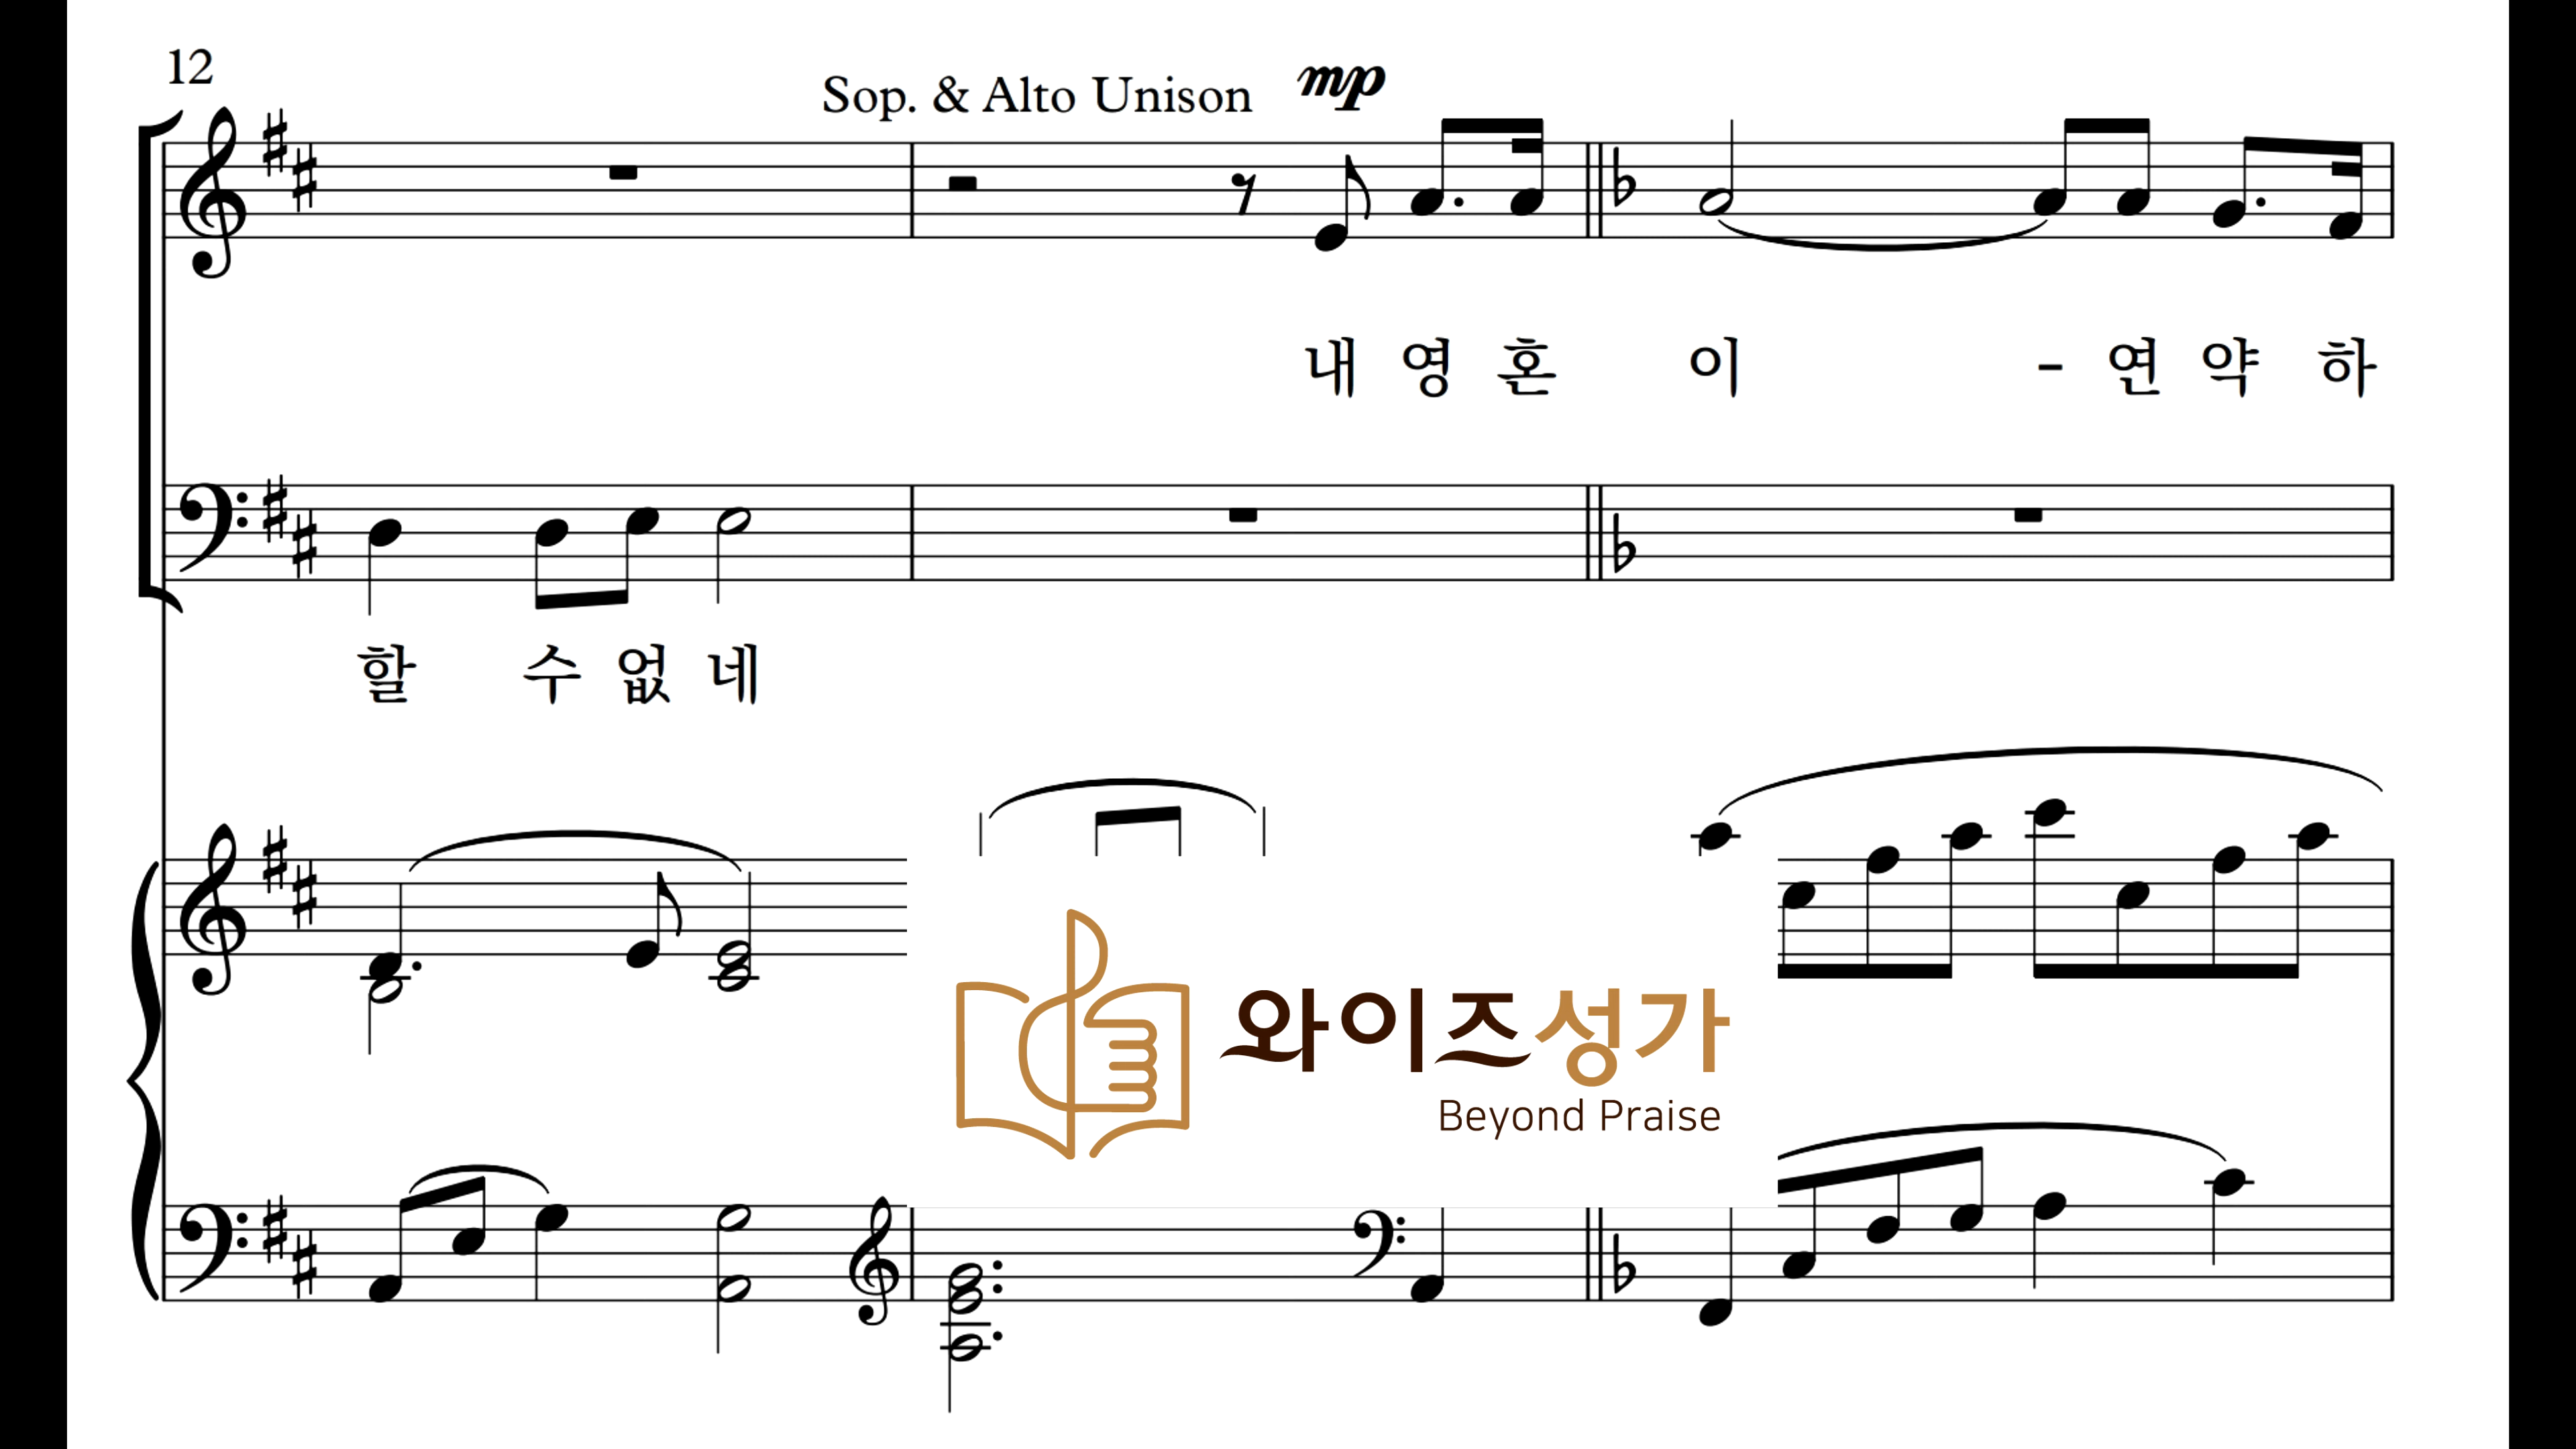 12
Sop. & Alto Unison mp
내 영 혼 이 - 연 약 하
할 수 없 네
와이즈성가
Beyond Praise